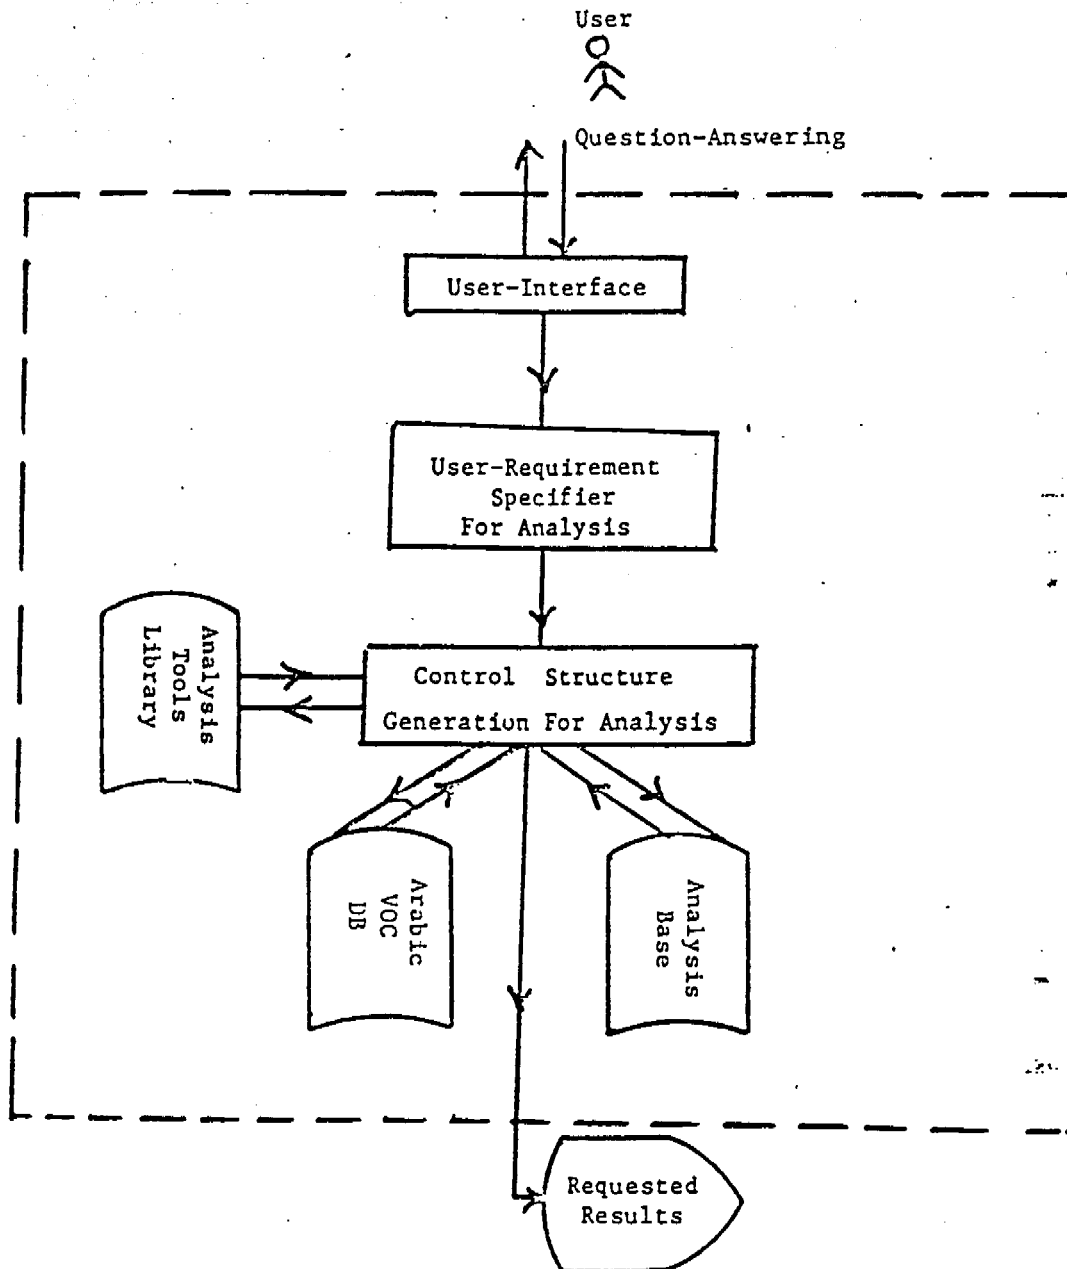 User
Question-Answering
User-Interface
User-Requirement
Specifier
For Analysis
Analysis
Tools
Library
Control Structure
Generation For Analysis
Arabic
VOC
DB
Analysis
Base
Requested
Results